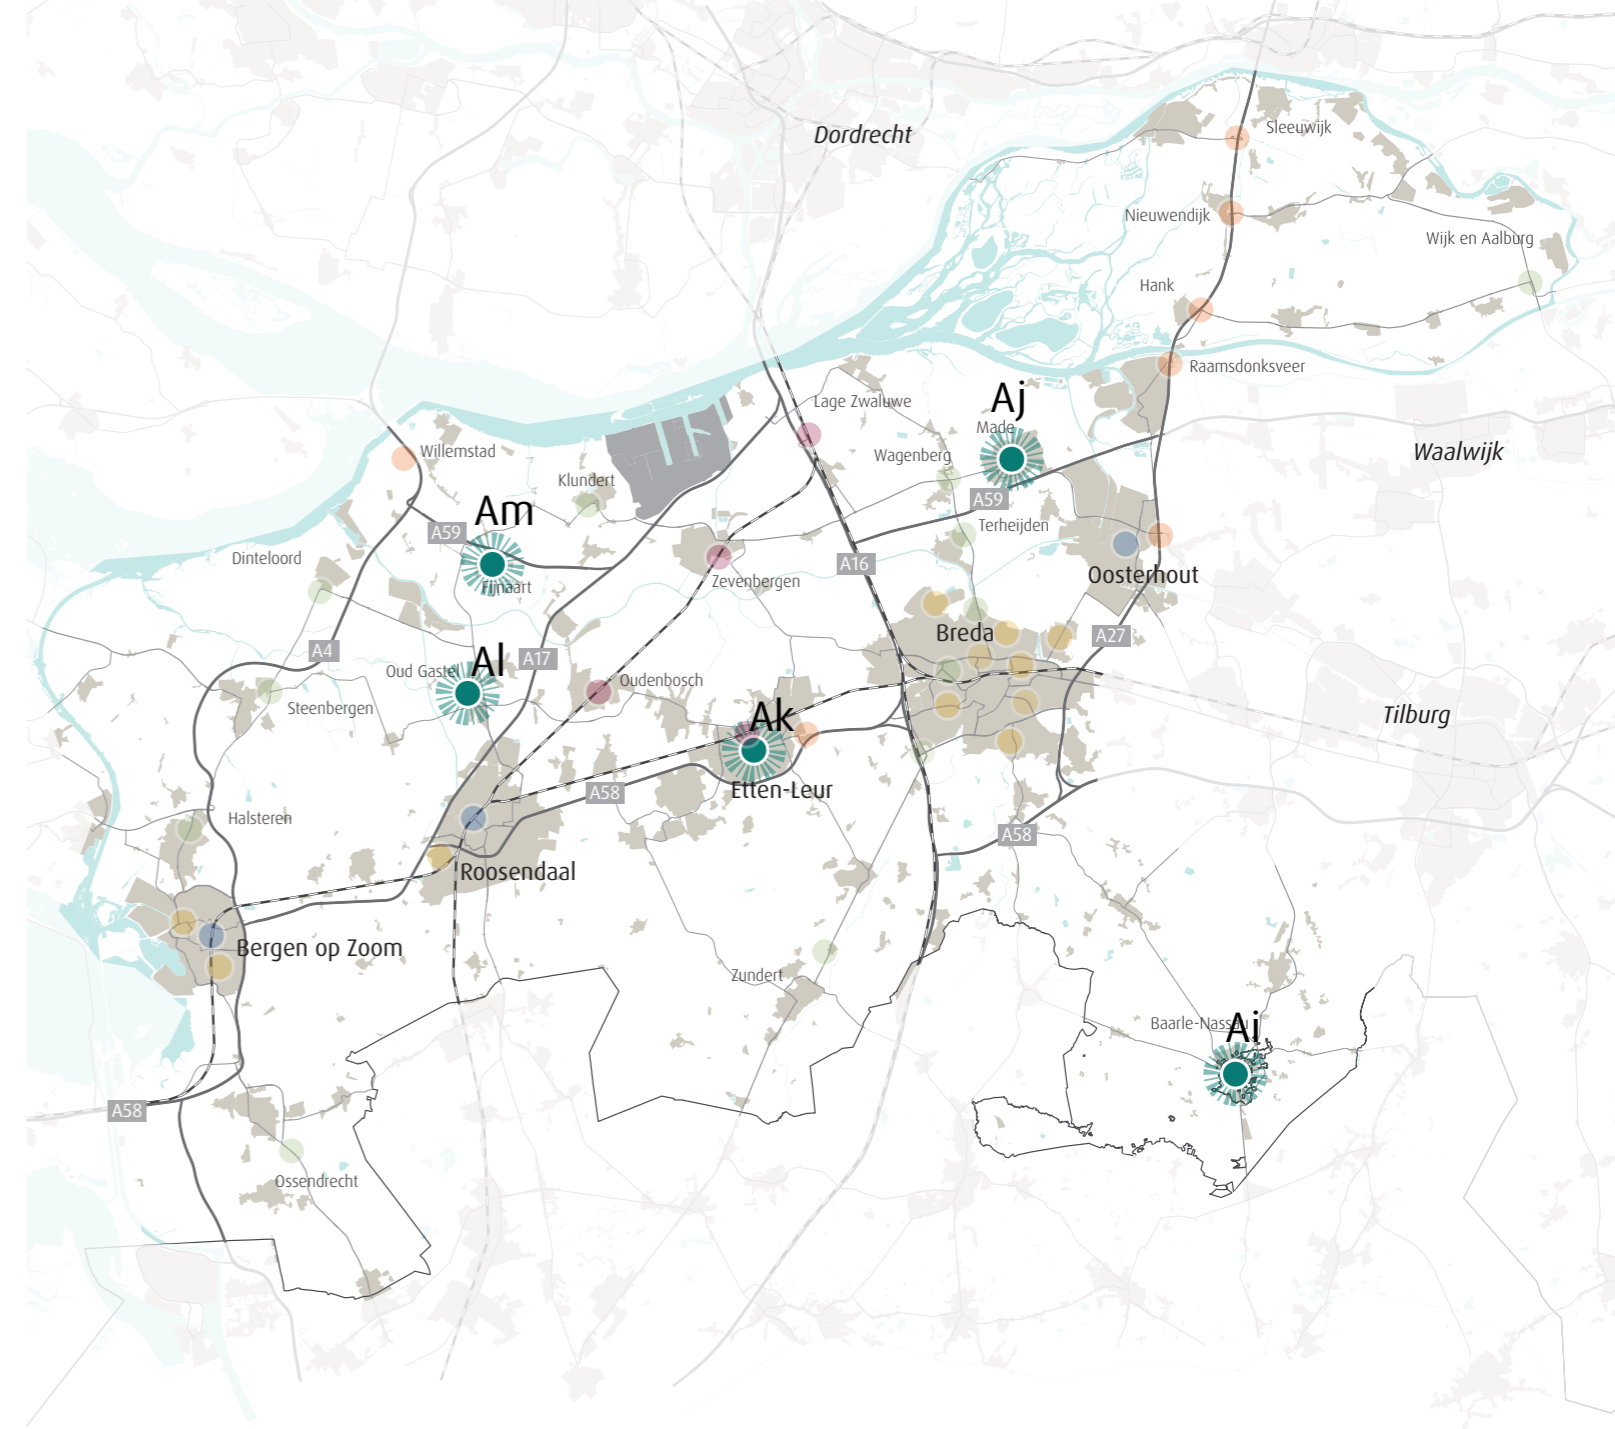 Sleeuwijk
Dordrecht
Nieuwendijk
Wijk en Aalburg
Hank
Raamsdonksveer
Aj
Lage Zwaluwe
Made
Willemstad
Wagenberg
Waalwijk
Klundert
A59
Am
Terheijden
A59
Dinteloord
A16
Oosterhout
Zevenbergen
Fijnaart
Breda
A27
A4
A17
Al
Oud Gastel
Oudenbosch
Steenbergen
Ak
Tilburg
Etten-Leur
A58
Halsteren
A58
Roosendaal
Bergen op Zoom
Zundert
Baarle-Nassau
Ai
A58
Ossendrecht